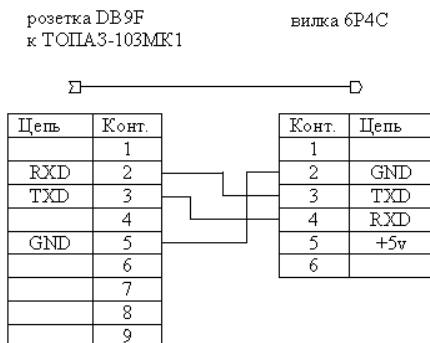 розетка DB9F
к ТОПАЗ-103МК1
вилка 6P4C
Цепь Конт.
1
RXD 2
TXD 3
4
GND 5
6
7
8
9
Конт. Цепь
1
2 GND
3 TXD
4 RXD
5 +5v
6